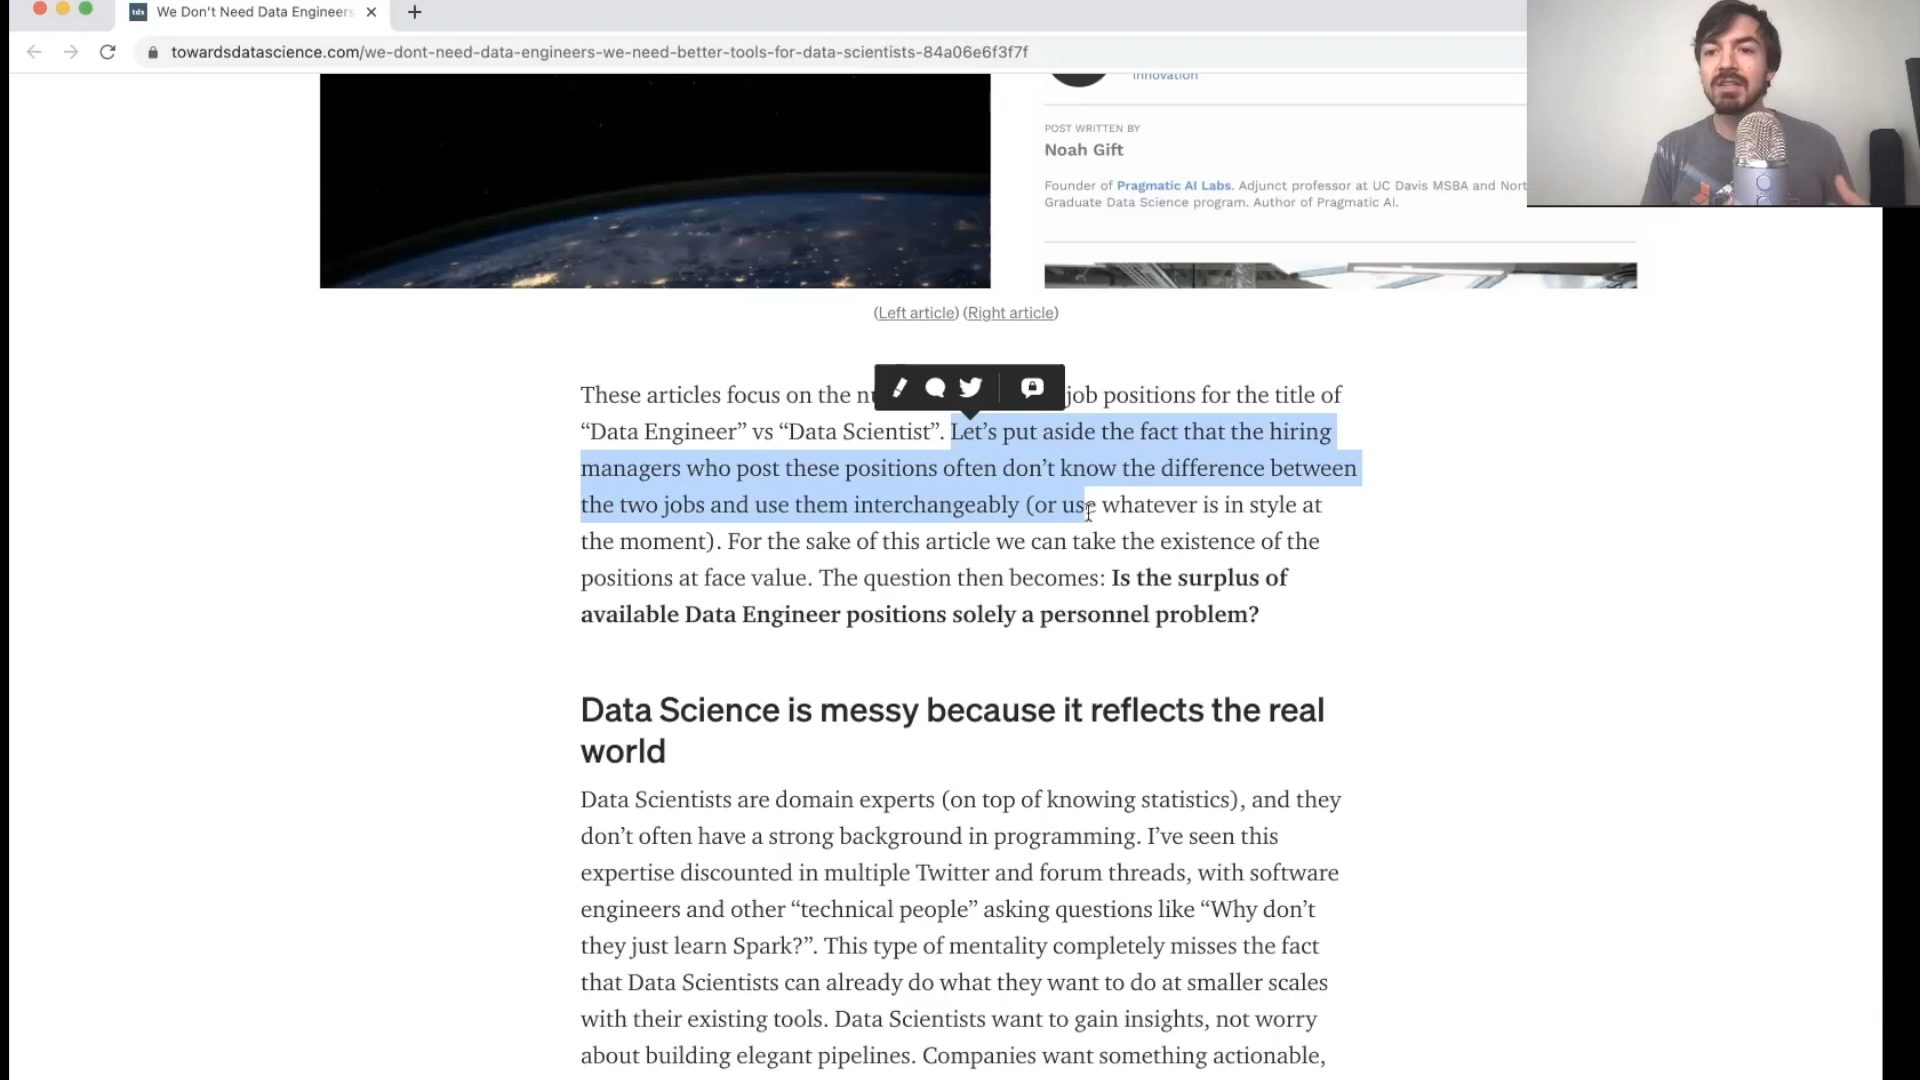 tds We Don't Need Data Engineers
towardsdatascience.com/we-dont-need-data-engineers-we-need-better-tools-for-data-scientists-84a06e6f3f7f
Innovation
POST WRITTEN BY
Noah Gift
Founder of Pragmatic AI Labs. Adjunct professor at UC Davis MSBA and Nort
Graduate Data Science program. Author of Pragmatic AI.
(Left article) (Right article)
These articles focus on the job positions for the title of
“Data Engineer” vs “Data Scientist”. Let’s put aside the fact that the hiring
managers who post these positions often don’t know the difference between
the two jobs and use them interchangeably (or use whatever is in style at
the moment). For the sake of this article we can take the existence of the
positions at face value. The question then becomes: Is the surplus of
available Data Engineer positions solely a personnel problem?
Data Science is messy because it reflects the real
world
Data Scientists are domain experts (on top of knowing statistics), and they
don’t often have a strong background in programming. I’ve seen this
expertise discounted in multiple Twitter and forum threads, with software
engineers and other “technical people” asking questions like “Why don’t
they just learn Spark?”. This type of mentality completely misses the fact
that Data Scientists can already do what they want to do at smaller scales
with their existing tools. Data Scientists want to gain insights, not worry
about building elegant pipelines. Companies want something actionable,